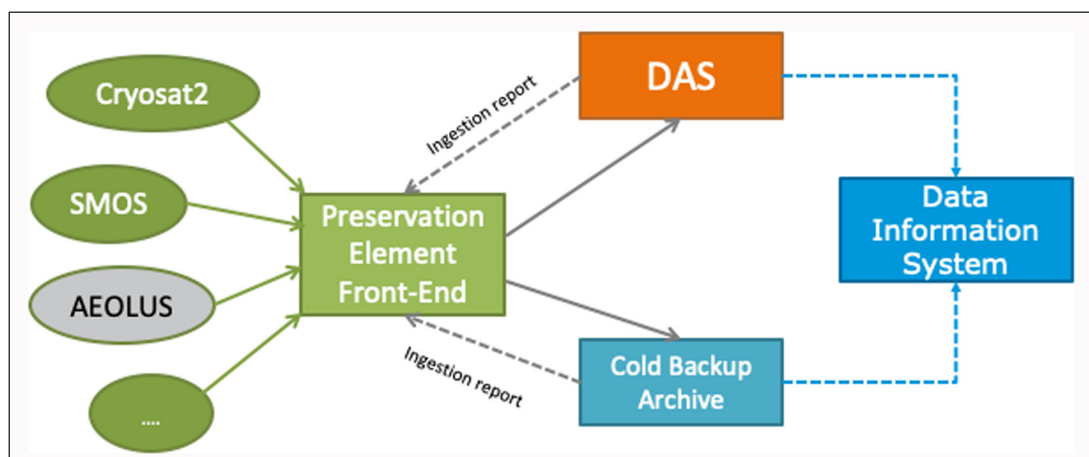 Cryosat2
SMOS
AEOLUS
....
Preservation
Element
Front-End
Ingestion report
Ingestion report
DAS
Cold Backup
Archive
Data
Information
System